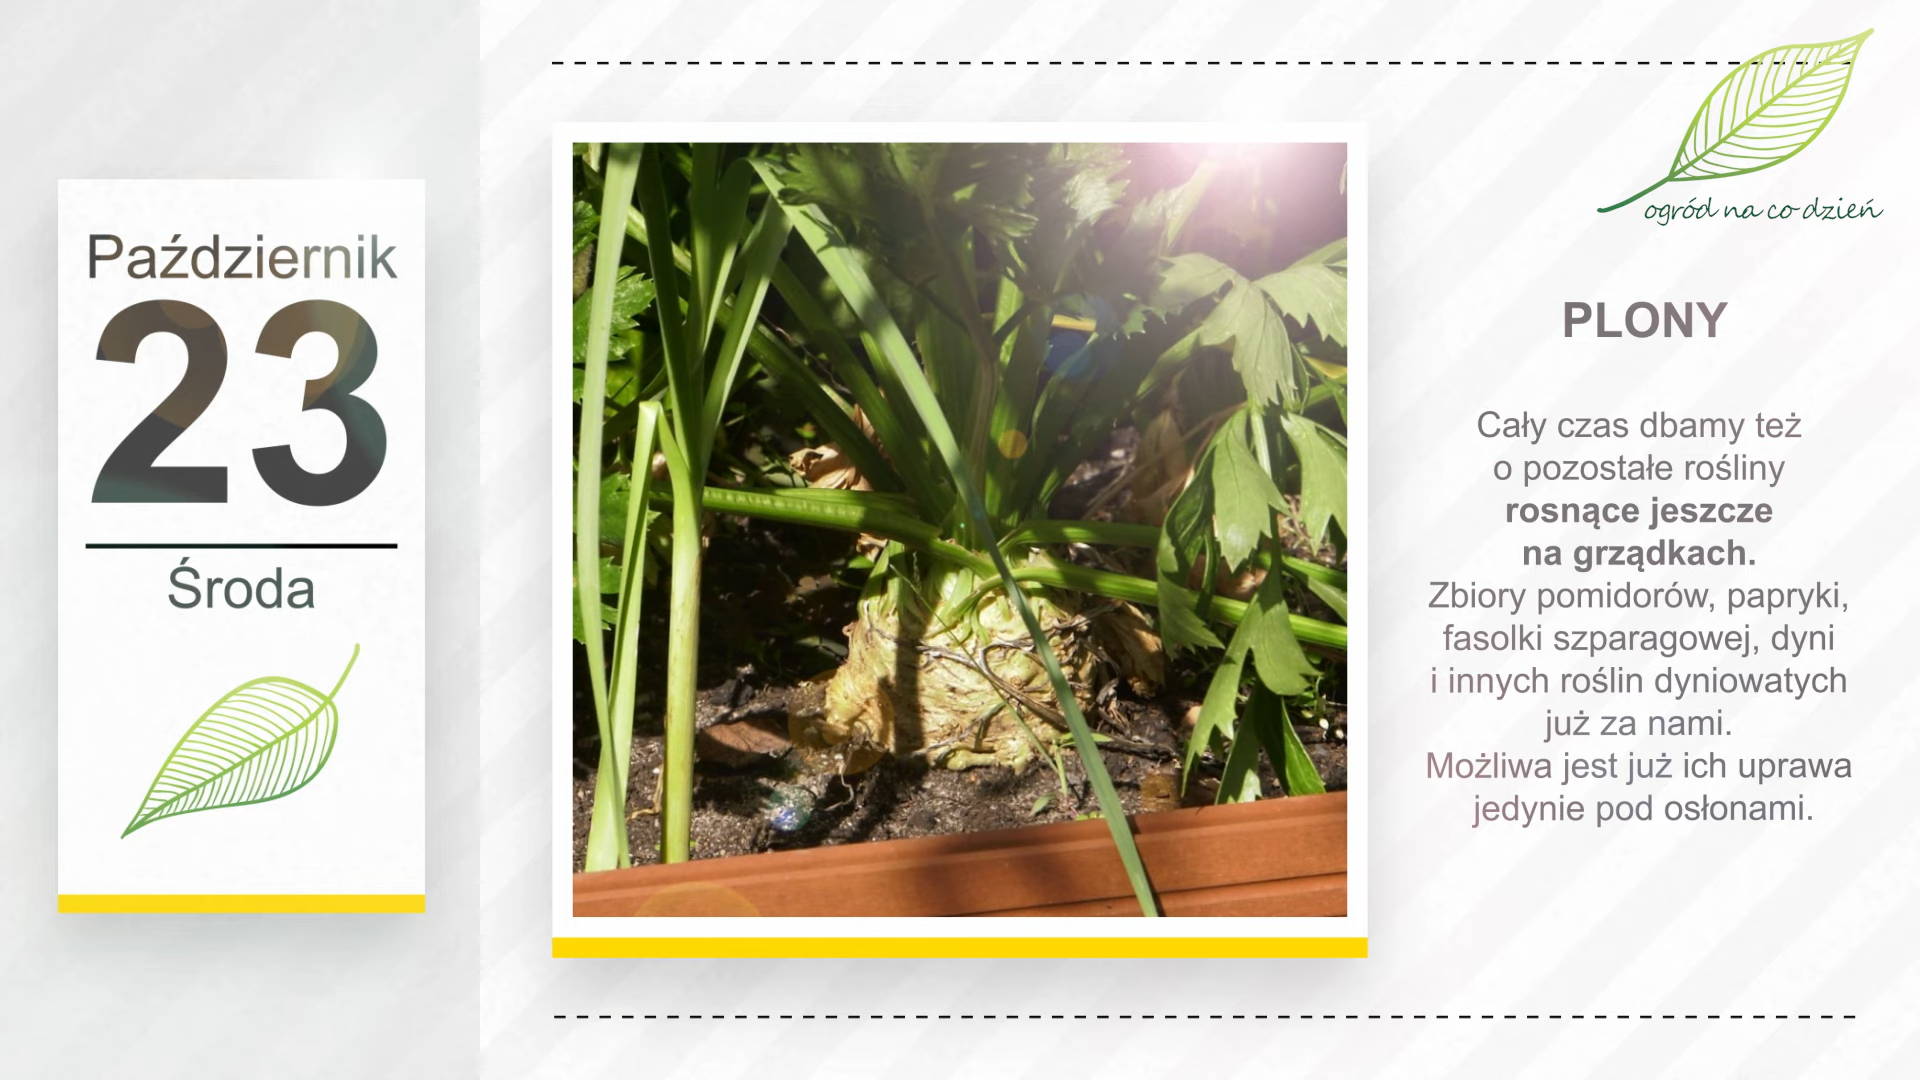 Październik
23
Środa
ogród na co dzień
PLONY
Cały czas dbamy też
o pozostałe rośliny
rosnące jeszcze
na grządkach.
Zbiory pomidorów, papryki,
fasolki szparagowej, dyni
i innych roślin dyniowatych
już za nami.
Możliwa jest już ich uprawa
jedynie pod osłonami.